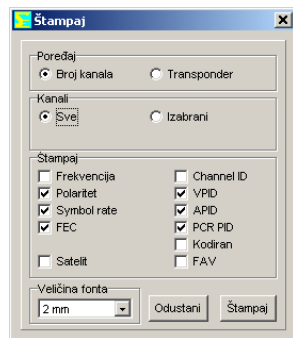 Štampaj
Poređaj
Broj kanala Transponder
Kanali
Sve Izabrani
Štampaj
Frekvencija Channel ID
Polaritet VPID
Symbol rate APID
FEC PCR PID
Kodiran
Satelit FAV
Veličina fonta
2 mm Odustani Štampaj